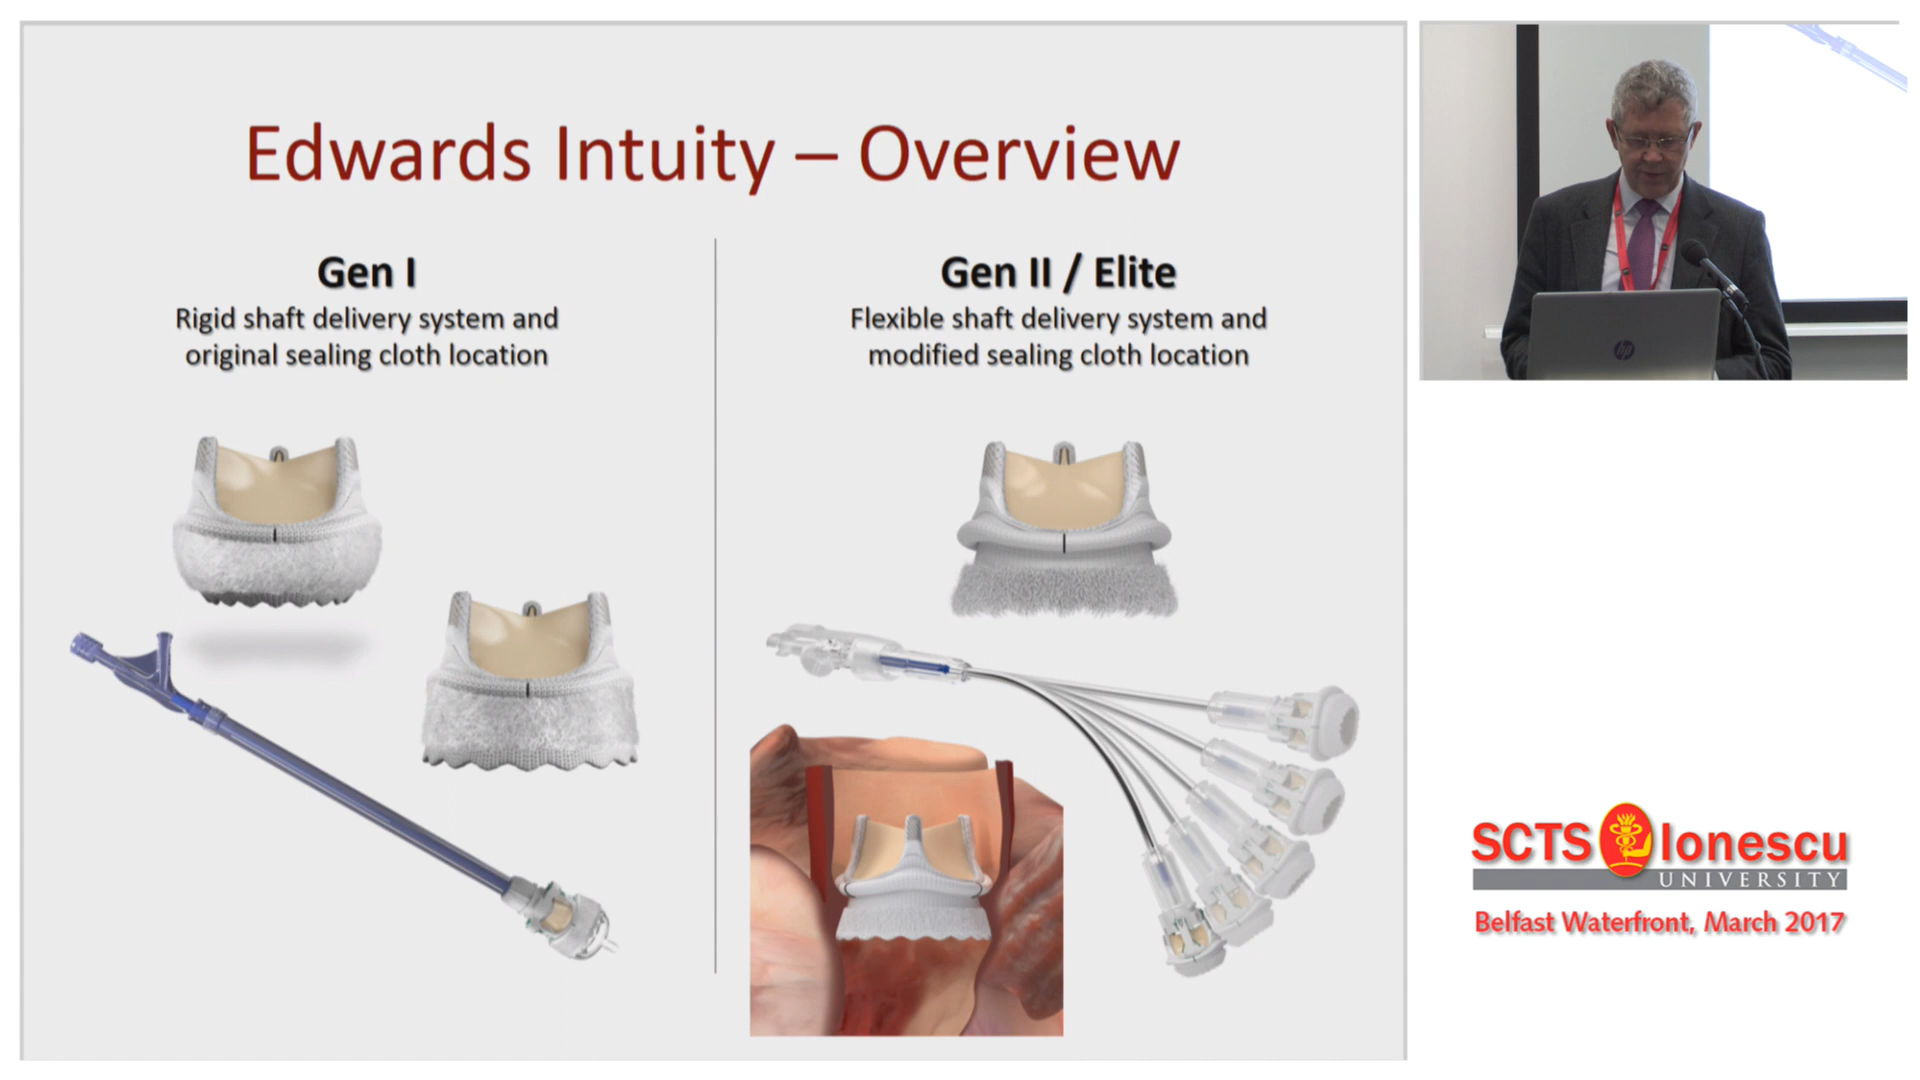 Edwards Intuity – Overview
Gen I
Rigid shaft delivery system and
original sealing cloth location
Gen II / Elite
Flexible shaft delivery system and
modified sealing cloth location
hp
SCTS Ionescu
UNIVERSITY
Belfast Waterfront, March 2017